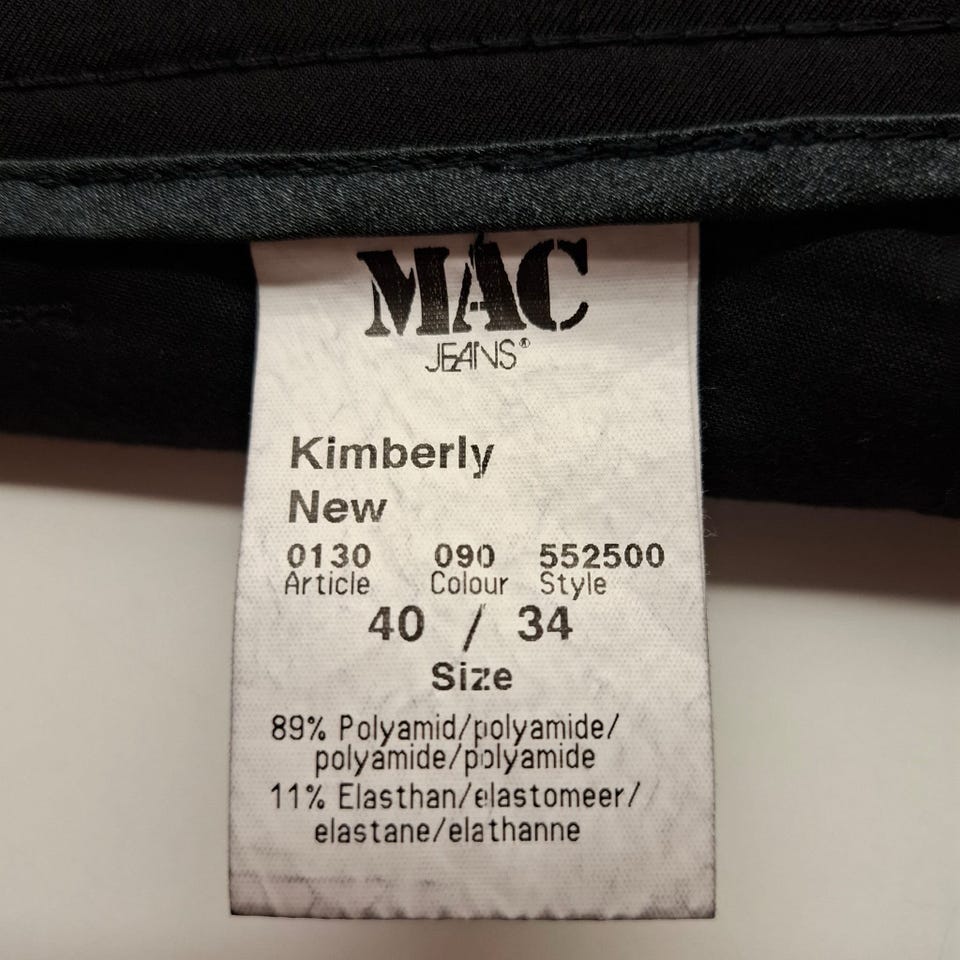 MAC
JEANS®
Kimberly
New
0130 090 552500
Article Colour Style
40 / 34
Size
89% Polyamid/polyamide/
polyamide/polyamide
11% Elasthan/elastomeer/
elastane/elathanne